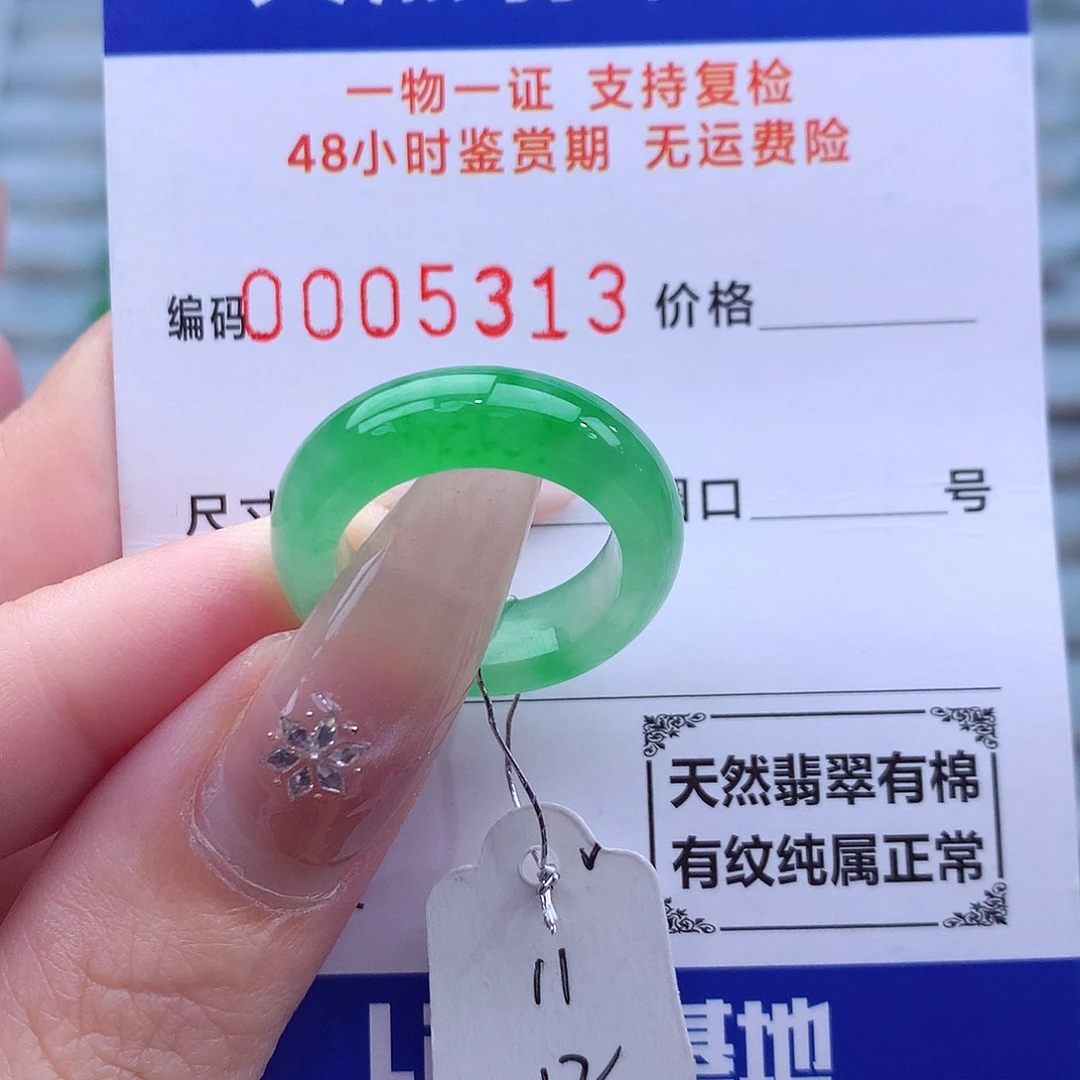 一物一证 支持复检
48小时鉴赏期 无运费险
编码0005313 价格
尺寸 口 号
天然翡翠有棉
有纹纯属正常
11
基地